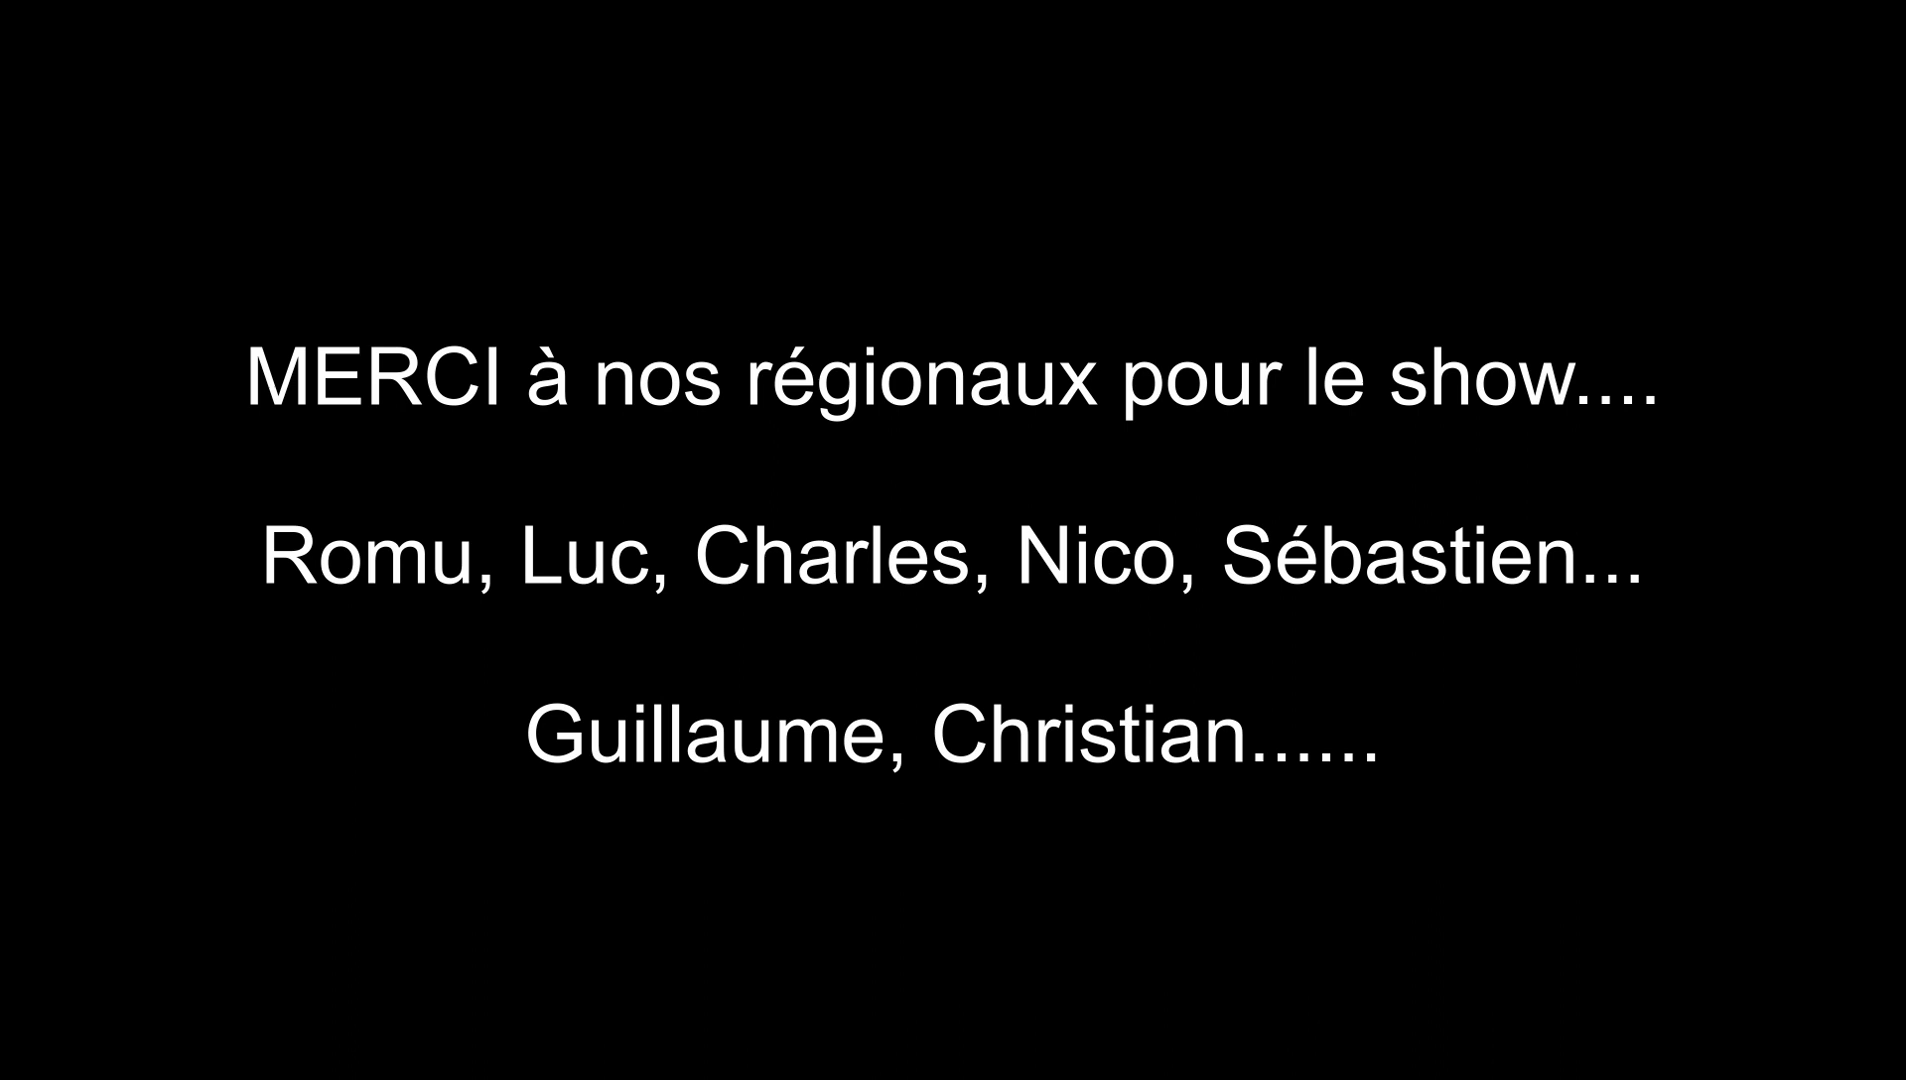 MERCI à nos régionaux pour le show....
Romu, Luc, Charles, Nico, Sébastien...
Guillaume, Christian......